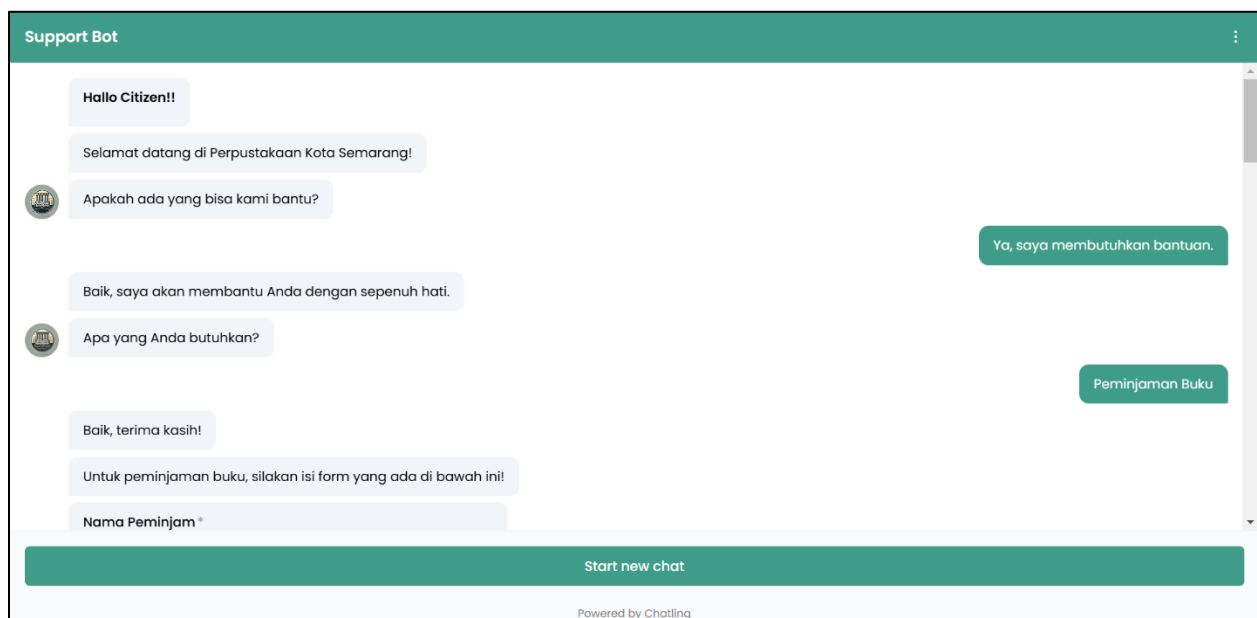 Support Bot
Hallo Citizen!!
Selamat datang di Perpustakaan Kota Semarang!
Apakah ada yang bisa kami bantu?
Ya, saya membutuhkan bantuan.
Baik, saya akan membantu Anda dengan sepenuh hati.
Apa yang Anda butuhkan?
Peminjaman Buku
Baik, terima kasih!
Untuk peminjaman buku, silakan isi form yang ada di bawah ini!
Nama Peminjam *
Start new chat
Powered by Chatling